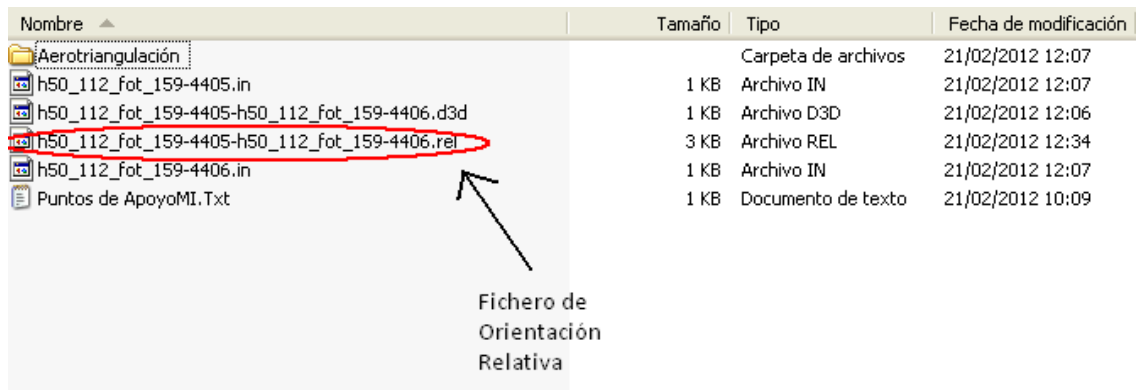 Nombre Tamaño Tipo Fecha de modificación
Aerotriangulación Carpeta de archivos 21/02/2012 12:07
h50_112_fot_159-4405.in 1 KB Archivo IN 21/02/2012 12:07
h50_112_fot_159-4405-h50_112_fot_159-4406.d3d 1 KB Archivo D3D 21/02/2012 12:06
h50_112_fot_159-4405-h50_112_fot_159-4406.rel 3 KB Archivo REL 21/02/2012 12:34
h50_112_fot_159-4406.in 1 KB Archivo IN 21/02/2012 12:07
Puntos de ApoyoMI.Txt 1 KB Documento de texto 21/02/2012 10:09
Fichero de
Orientación
Relativa